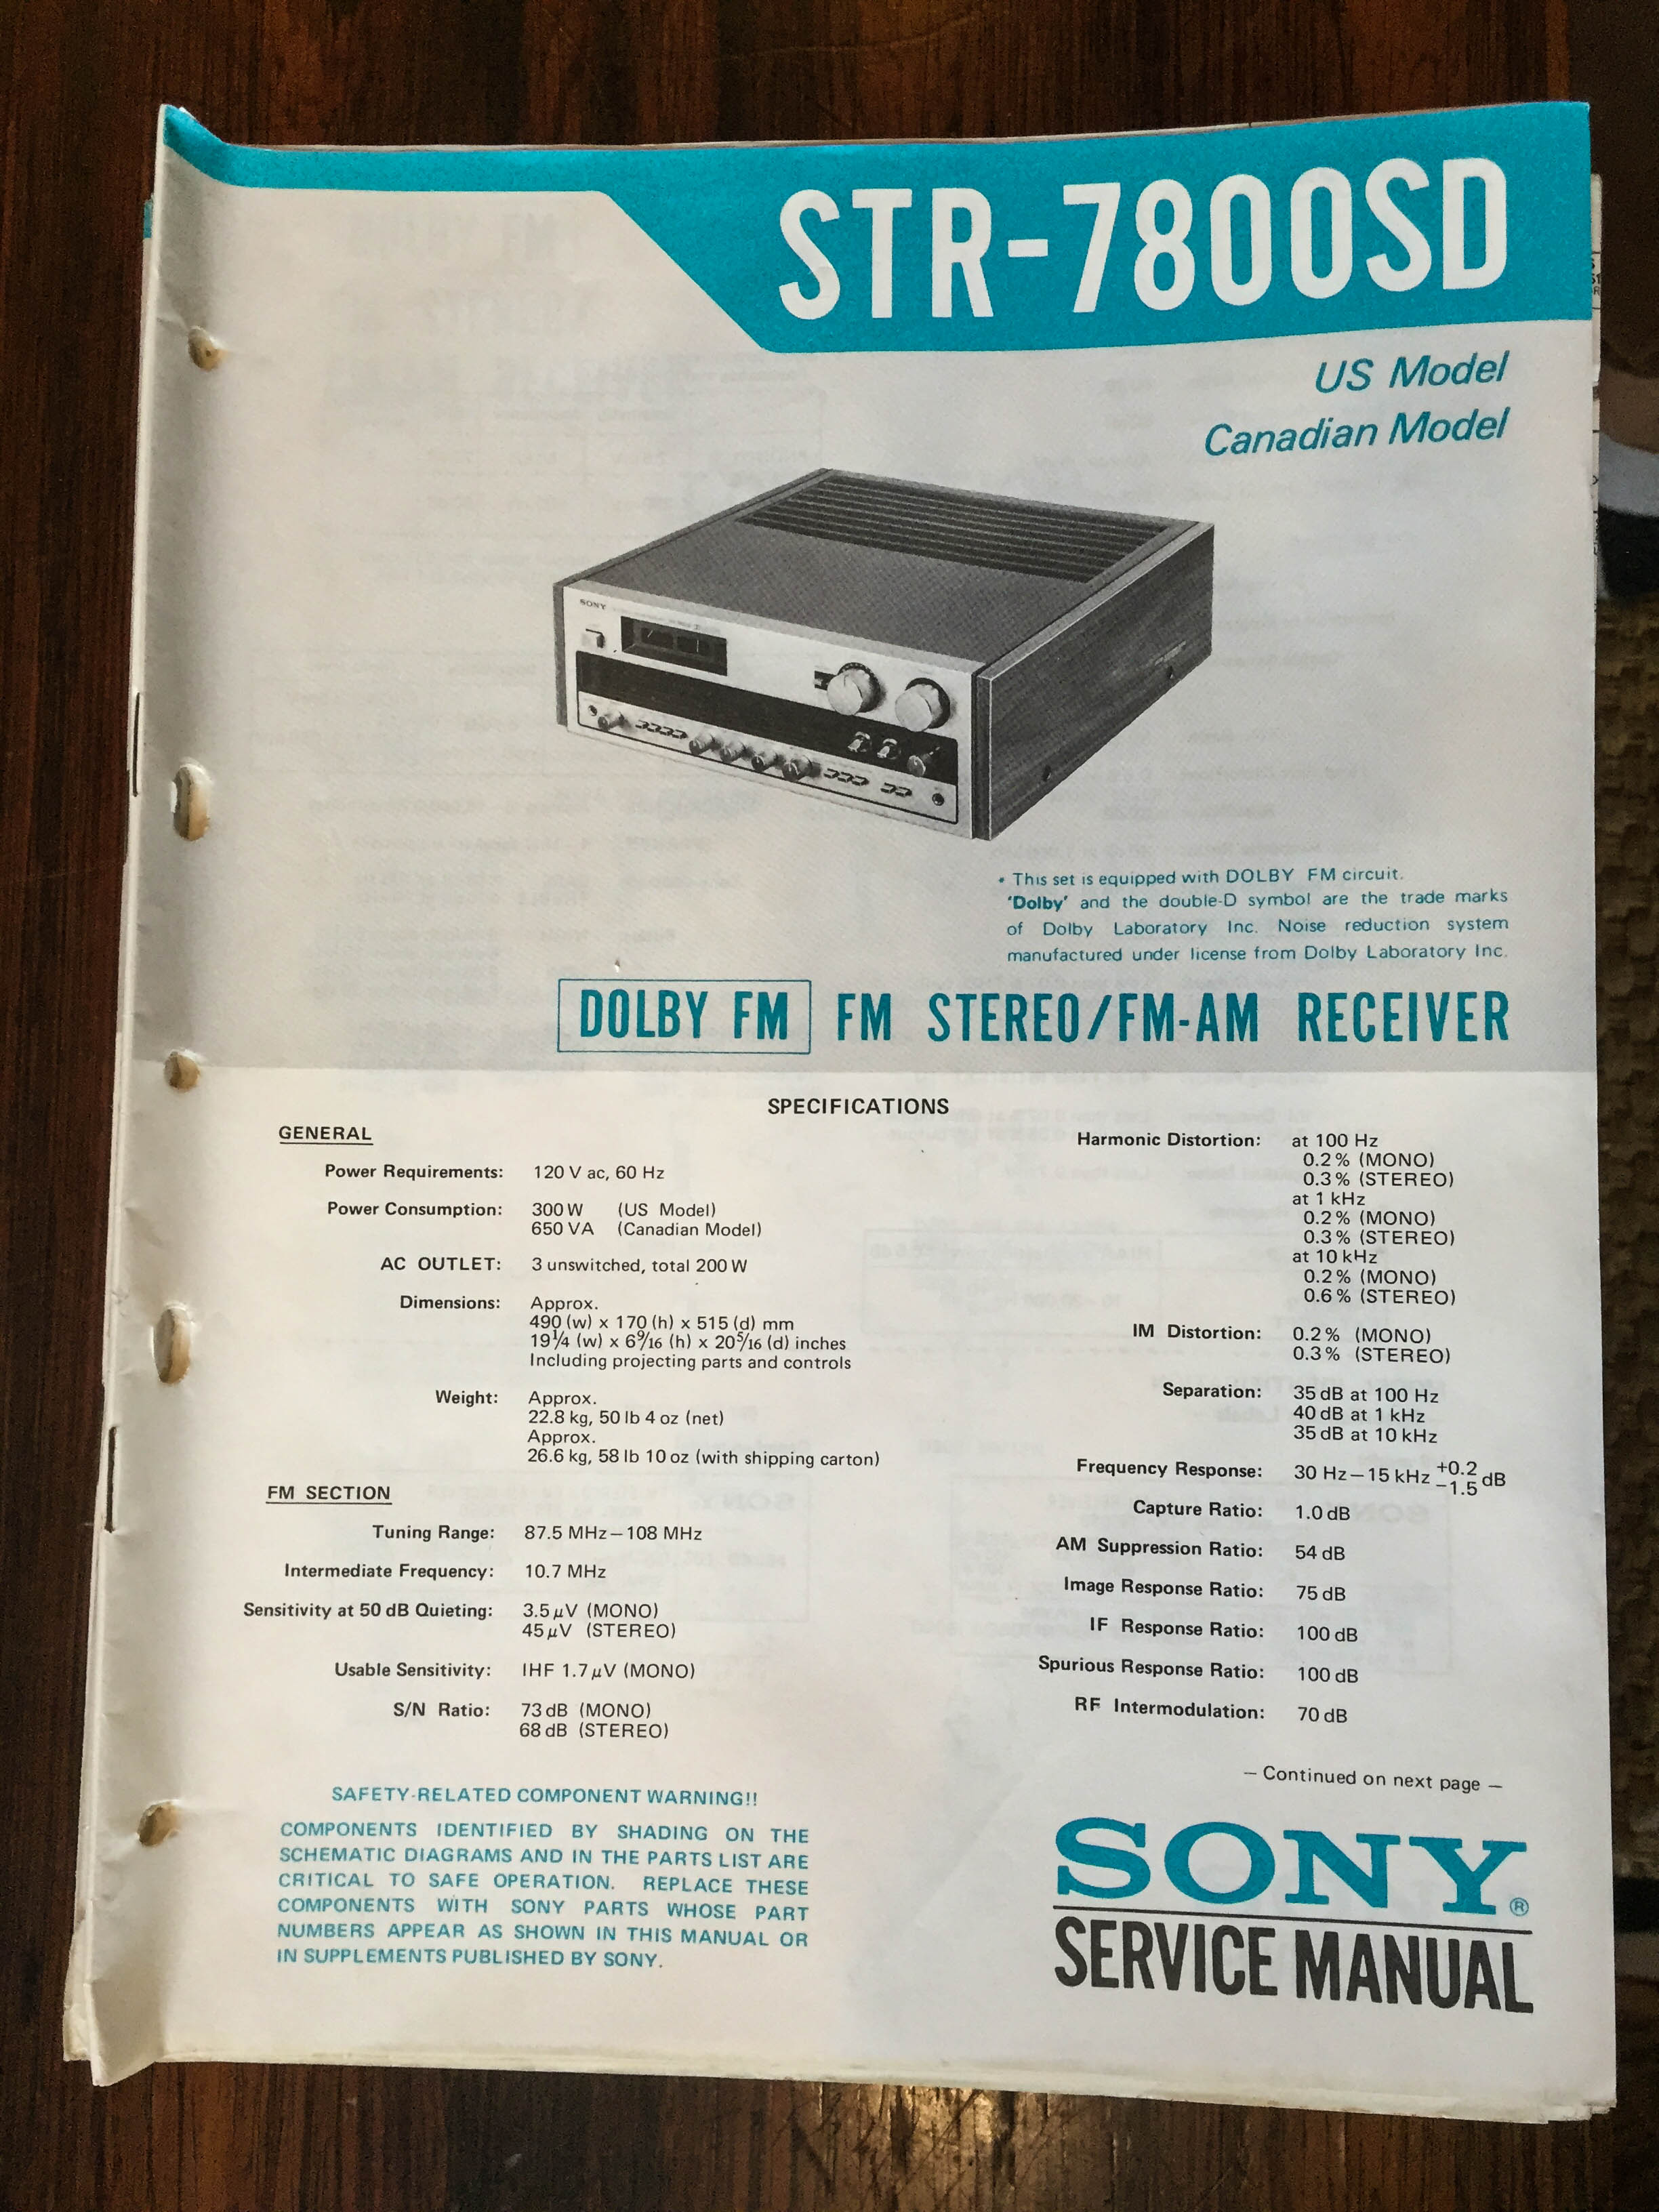 STR-7800SD
US Model
Canadian Model
SONY
• This set is equipped with DOLBY FM circuit.
'Dolby' and the double-D symbol are the trade marks
of Dolby Laboratory Inc. Noise reduction system
manufactured under license from Dolby Laboratory Inc.
DOLBY FM FM STEREO/FM-AM RECEIVER
SPECIFICATIONS
GENERAL
Power Requirements: 120 V ac, 60 Hz
Power Consumption: 300 W (US Model)
650 VA (Canadian Model)
AC OUTLET: 3 unswitched, total 200 W
Dimensions: Approx.
490 (w) x 170 (h) x 515 (d) mm
19 1/4 (w) x 6 9/16 (h) x 20 5/16 (d) inches
Including projecting parts and controls
Weight: Approx.
22.8 kg, 50 lb 4 oz (net)
Approx.
26.6 kg, 58 lb 10 oz (with shipping carton)
FM SECTION
Tuning Range: 87.5 MHz – 108 MHz
Intermediate Frequency: 10.7 MHz
Sensitivity at 50 dB Quieting: 3.5 μV (MONO)
45 μV (STEREO)
Usable Sensitivity: IHF 1.7 μV (MONO)
S/N Ratio: 73 dB (MONO)
68 dB (STEREO)
Harmonic Distortion: at 100 Hz
0.2% (MONO)
0.3% (STEREO)
at 1 kHz
0.2% (MONO)
0.3% (STEREO)
at 10 kHz
0.2% (MONO)
0.6% (STEREO)
IM Distortion: 0.2% (MONO)
0.3% (STEREO)
Separation: 35 dB at 100 Hz
40 dB at 1 kHz
35 dB at 10 kHz
Frequency Response: 30 Hz – 15 kHz +0.2 −1.5 dB
Capture Ratio: 1.0 dB
AM Suppression Ratio: 54 dB
Image Response Ratio: 75 dB
IF Response Ratio: 100 dB
Spurious Response Ratio: 100 dB
RF Intermodulation: 70 dB
– Continued on next page –
SAFETY-RELATED COMPONENT WARNING!!
COMPONENTS IDENTIFIED BY SHADING ON THE
SCHEMATIC DIAGRAMS AND IN THE PARTS LIST ARE
CRITICAL TO SAFE OPERATION. REPLACE THESE
COMPONENTS WITH SONY PARTS WHOSE PART
NUMBERS APPEAR AS SHOWN IN THIS MANUAL OR
IN SUPPLEMENTS PUBLISHED BY SONY.
SONY®
SERVICE MANUAL